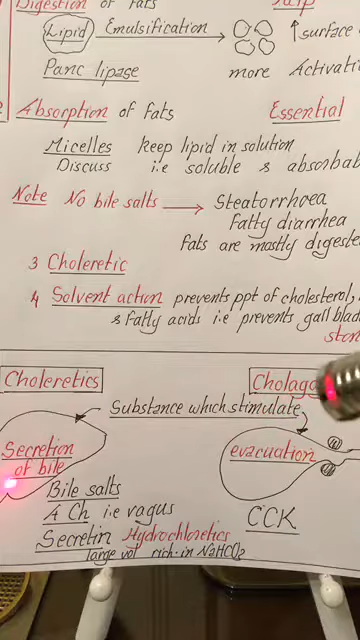 Digestion of Fats
Lipid Emulsification surface
Panc lipase more Activati
Absorption of fats Essential
Micelles keep lipid in solution
Discuss i.e soluble & absorbab
Note No bile salts → Steatorrhoea
Fatty diarrhea
Fats are mostly digeste
3 Choleretic
4 Solvent action prevents ppt of cholesterol,
& Fatty acids i.e prevents gall blad
ston
Choleretics Cholago
Substance which stimulate
Secretion of bile
evacuation
Bile salts
ACh i.e vagus
CCK
Secretin Hydrocholretics
large vol rich in NaHCO2